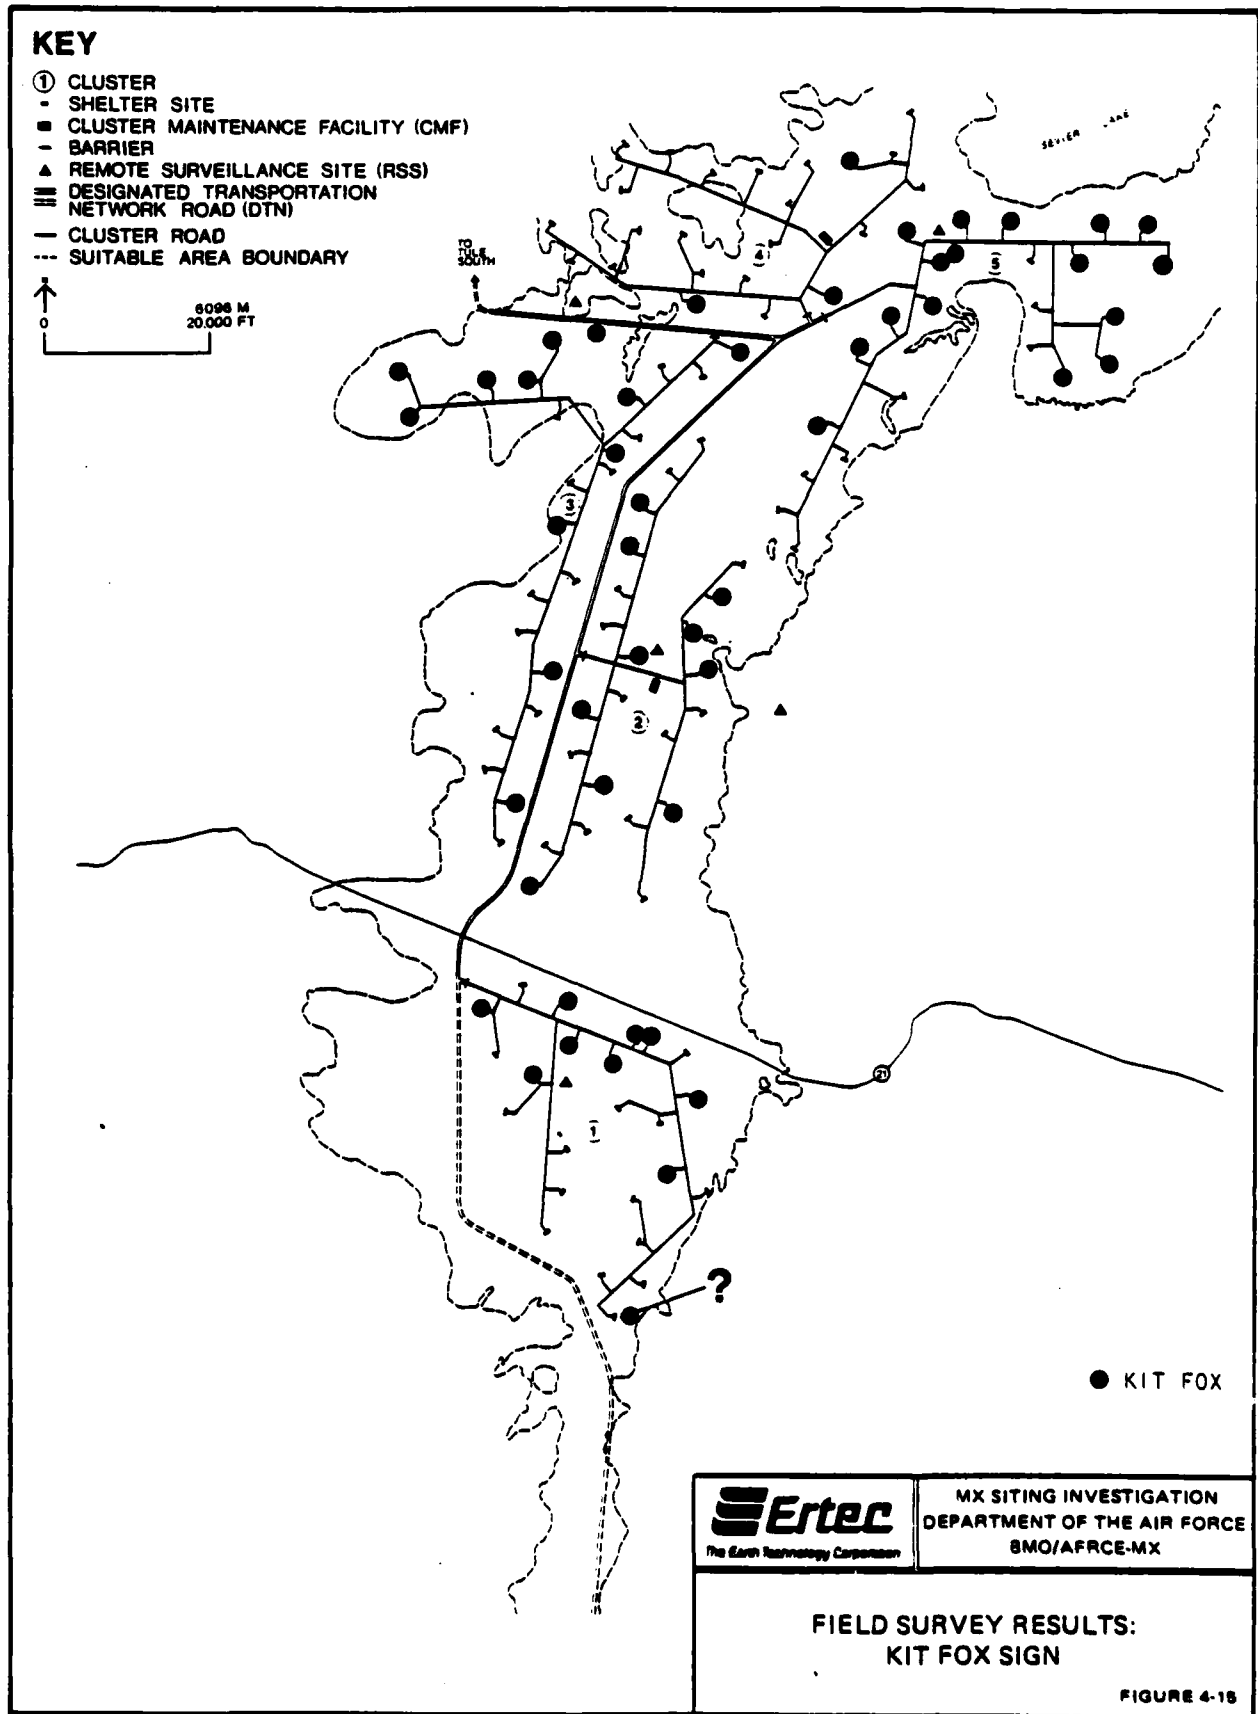 KEY
① CLUSTER
SHELTER SITE
CLUSTER MAINTENANCE FACILITY (CMF)
BARRIER
REMOTE SURVEILLANCE SITE (RSS)
DESIGNATED TRANSPORTATION
NETWORK ROAD (DTN)
CLUSTER ROAD
SUITABLE AREA BOUNDARY
0
6096 M
20,000 FT
SEVIER LAKE
TO
TULE
SOUTH
4
5
3
2
21
1
?
KIT FOX
Ertec
The Earth Technology Corporation
MX SITING INVESTIGATION
DEPARTMENT OF THE AIR FORCE
BMO/AFRCE-MX
FIELD SURVEY RESULTS:
KIT FOX SIGN
FIGURE 4-15